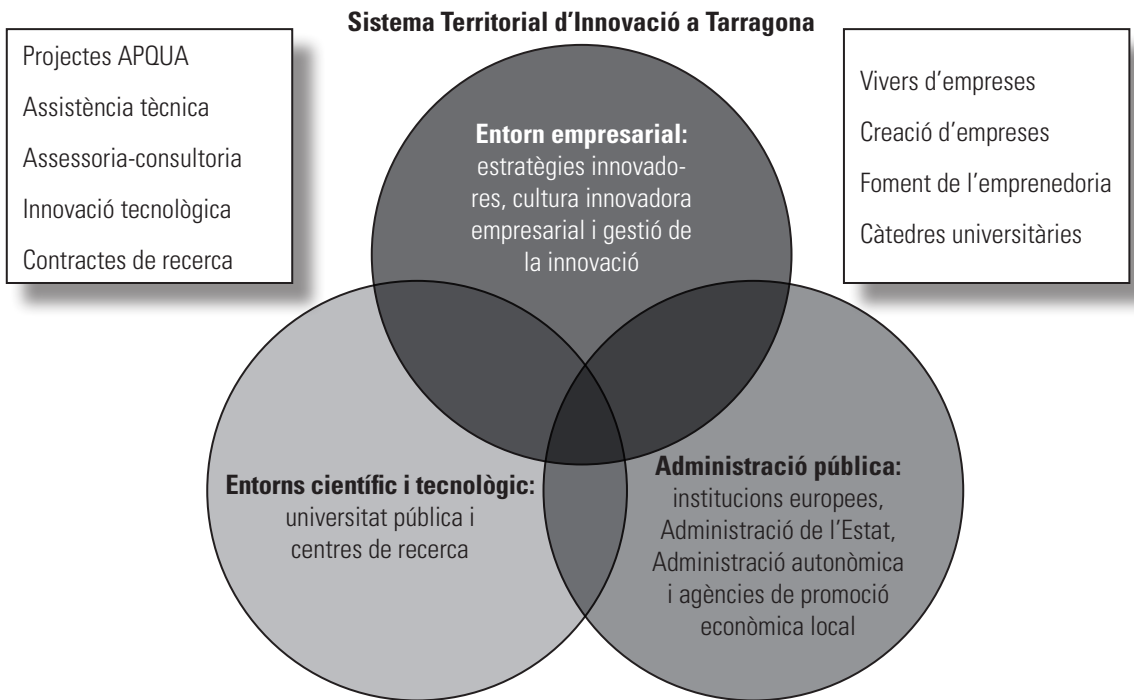 Sistema Territorial d’Innovació a Tarragona
Projectes APQUA
Assistència tècnica
Assessoria-consultoria
Innovació tecnològica
Contractes de recerca
Vivers d’empreses
Creació d’empreses
Foment de l’emprenedoria
Càtedres universitàries
Entorn empresarial:
estratègies innovado-
res, cultura innovadora
empresarial i gestió de
la innovació
Entorns científic i tecnològic:
universitat pública i
centres de recerca
Administració pública:
institucions europees,
Administració de l’Estat,
Administració autonòmica
i agències de promoció
econòmica local